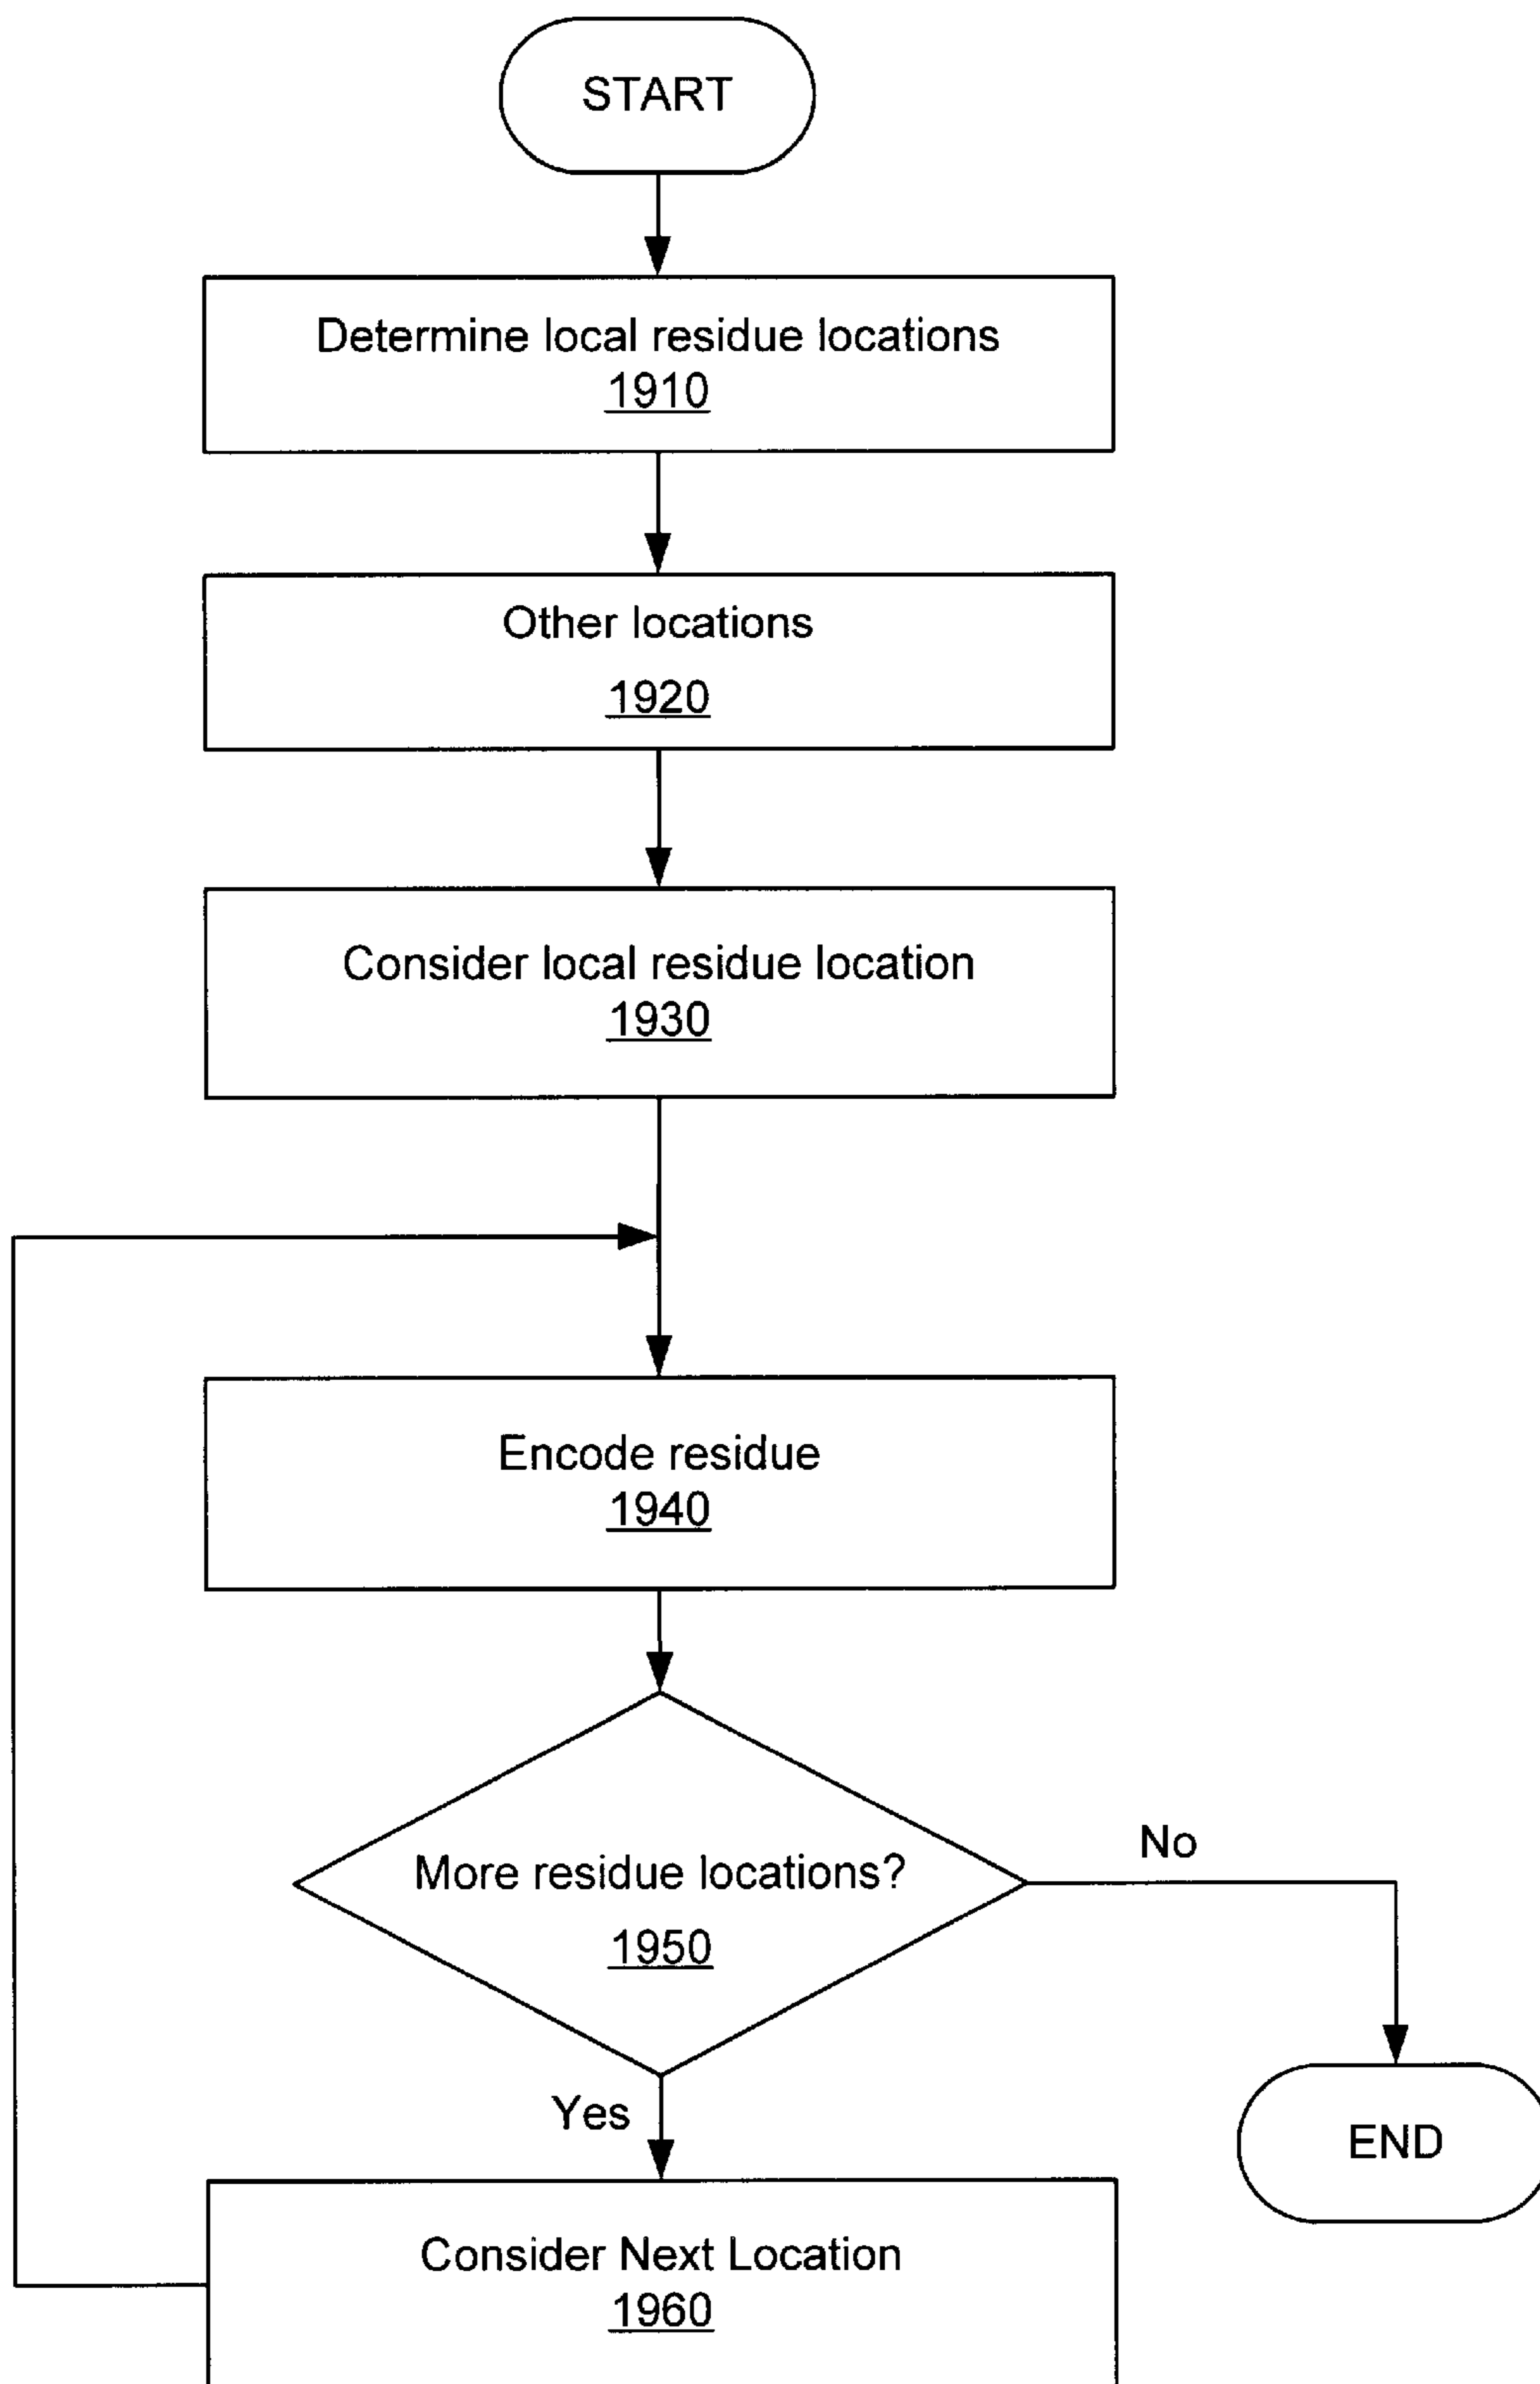 START
Determine local residue locations
1910
Other locations
1920
Consider local residue location
1930
Encode residue
1940
More residue locations?
1950
No
Yes
END
Consider Next Location
1960